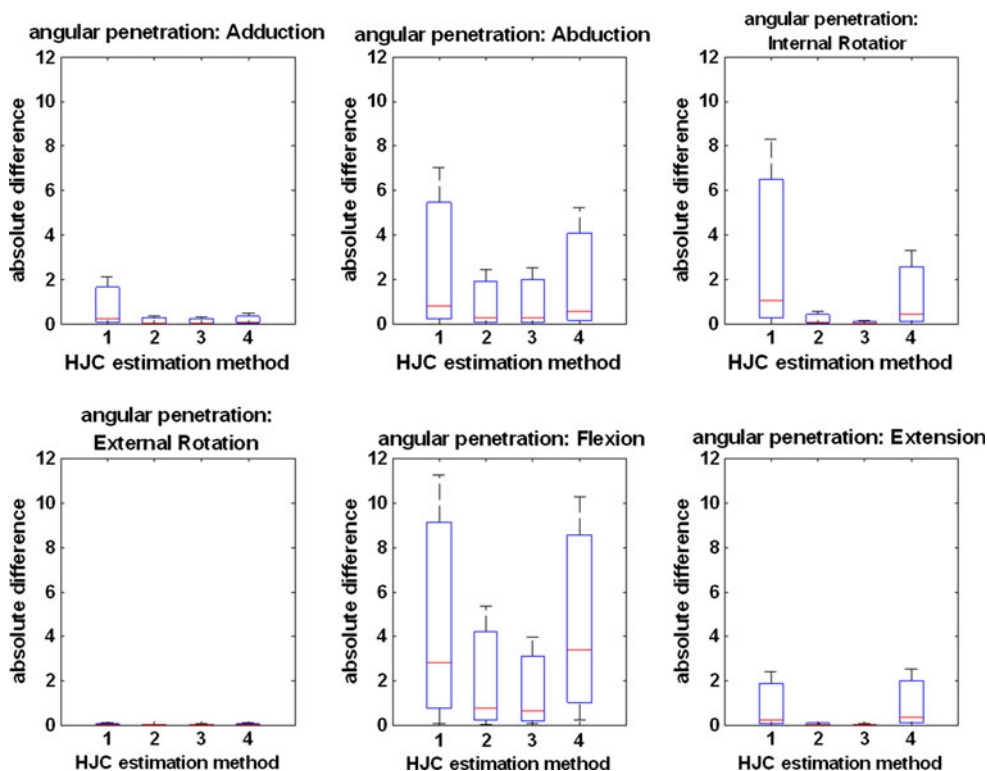 angular penetration: Adduction
absolute difference
12
10
8
6
4
2
0
1 2 3 4
HJC estimation method
angular penetration: Abduction
absolute difference
12
10
8
6
4
2
0
1 2 3 4
HJC estimation method
angular penetration:
Internal Rotatior
absolute difference
12
10
8
6
4
2
0
1 2 3 4
HJC estimation method
angular penetration:
External Rotation
absolute difference
12
10
8
6
4
2
0
1 2 3 4
HJC estimation method
angular penetration: Flexion
absolute difference
12
10
8
6
4
2
0
1 2 3 4
HJC estimation method
angular penetration: Extension
absolute difference
12
10
8
6
4
2
0
1 2 3 4
HJC estimation method